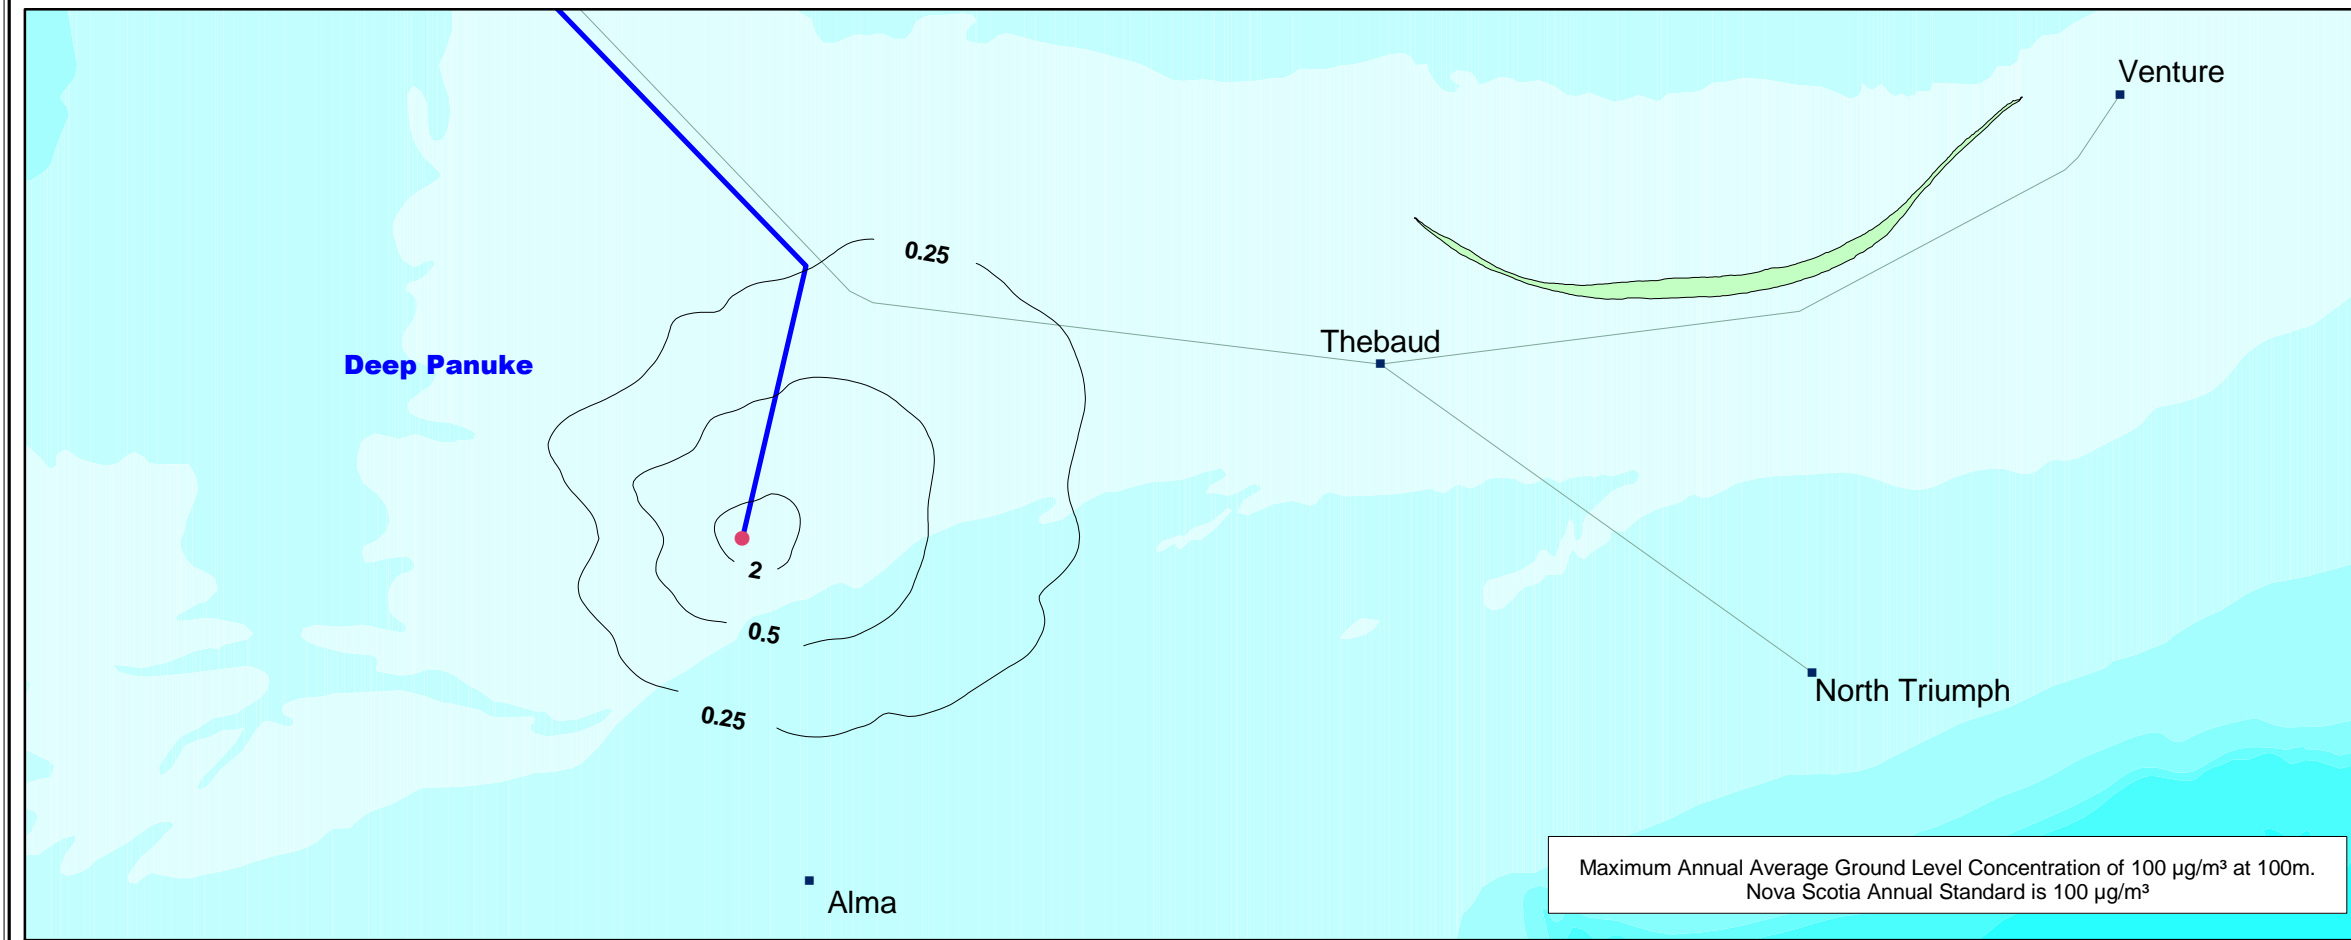 Venture
0.25
Thebaud
Deep Panuke
2
0.5
North Triumph
0.25
Maximum Annual Average Ground Level Concentration of 100 µg/m³ at 100m.
Nova Scotia Annual Standard is 100 µg/m³
Alma